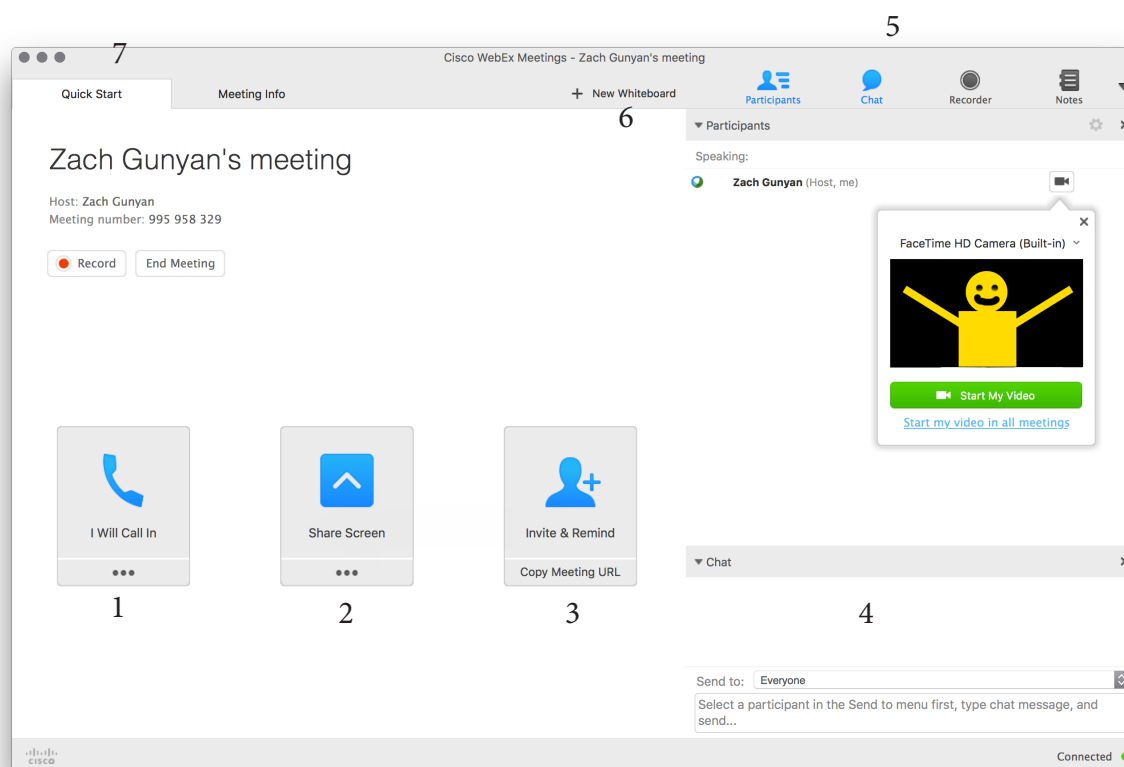 5
7
Cisco WebEx Meetings - Zach Gunyan's meeting
Quick Start
Meeting Info
+ New Whiteboard
Participants
Chat
Recorder
Notes
6
Participants
Speaking:
Zach Gunyan (Host, me)
Zach Gunyan's meeting
Host: Zach Gunyan
Meeting number: 995 958 329
Record
End Meeting
FaceTime HD Camera (Built-in)
Start My Video
Start my video in all meetings
I Will Call In
Share Screen
Invite & Remind
Copy Meeting URL
1
2
3
Chat
4
Send to: Everyone
Select a participant in the Send to menu first, type chat message, and
send...
CISCO
Connected